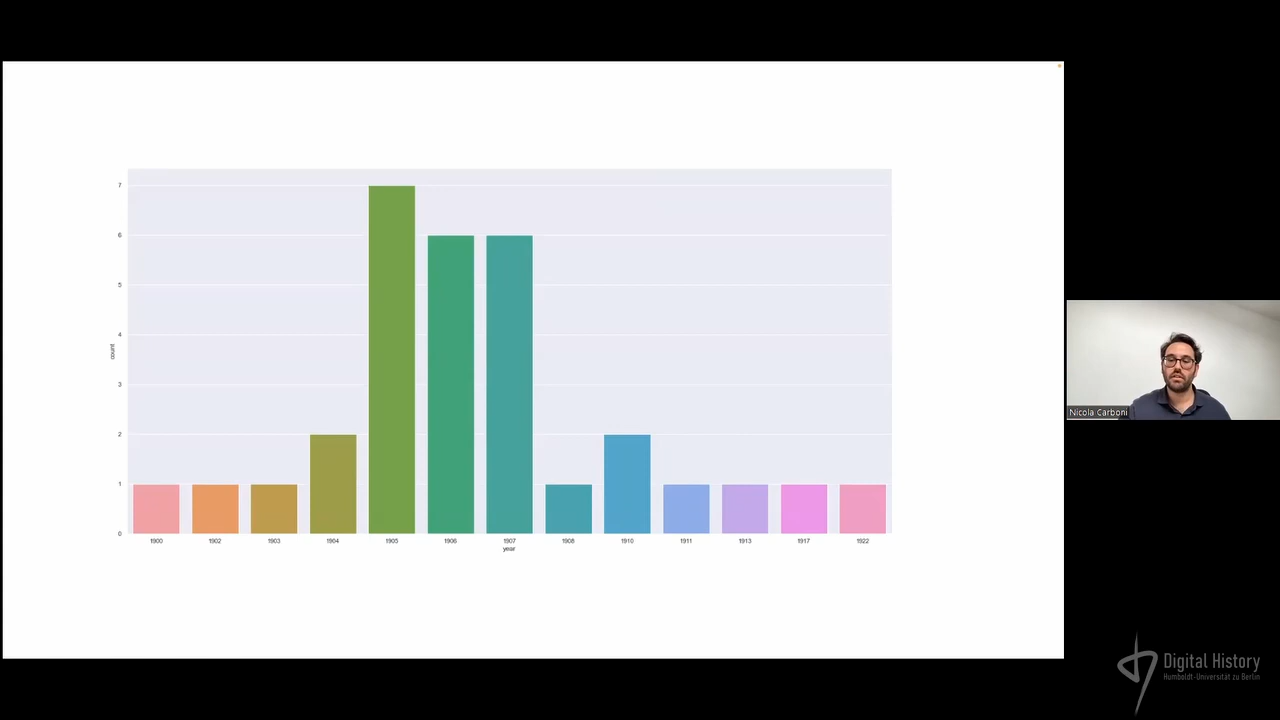 7
6
5
4
3
2
1
0
count
1900 1902 1903 1904 1905 1906 1907 1908 1910 1911 1913 1917 1922
year
Nicola Carboni
Digital History
Humboldt-Universität zu Berlin